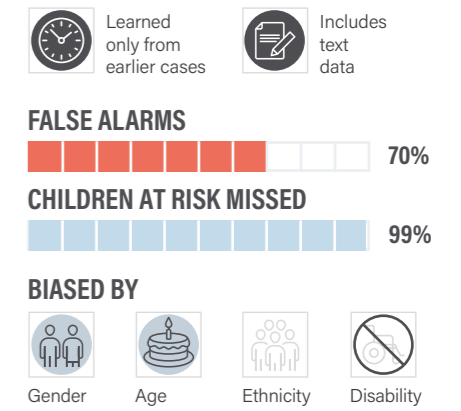 Learned
only from
earlier cases
Includes
text
data
FALSE ALARMS
70%
CHILDREN AT RISK MISSED
99%
BIASED BY
Gender
Age
Ethnicity
Disability